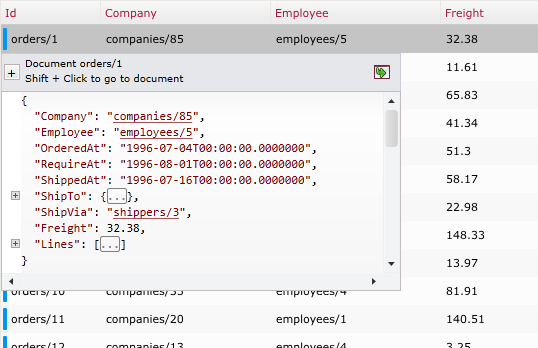 Id Company Employee Freight
orders/1 companies/85 employees/5 32.38
Document orders/1
Shift + Click to go to document
11.61
65.83
41.34
51.3
58.17
22.98
148.33
13.97
{
"Company": "companies/85",
"Employee": "employees/5",
"OrderedAt": "1996-07-04T00:00:00.0000000",
"RequireAt": "1996-08-01T00:00:00.0000000",
"ShippedAt": "1996-07-16T00:00:00.0000000",
"ShipTo": {...},
"ShipVia": "shippers/3",
"Freight": 32.38,
"Lines": [...]
}
orders/10 companies/35 employees/4 81.91
orders/11 companies/20 employees/1 140.51
orders/12 companies/13 employees/4 3.25